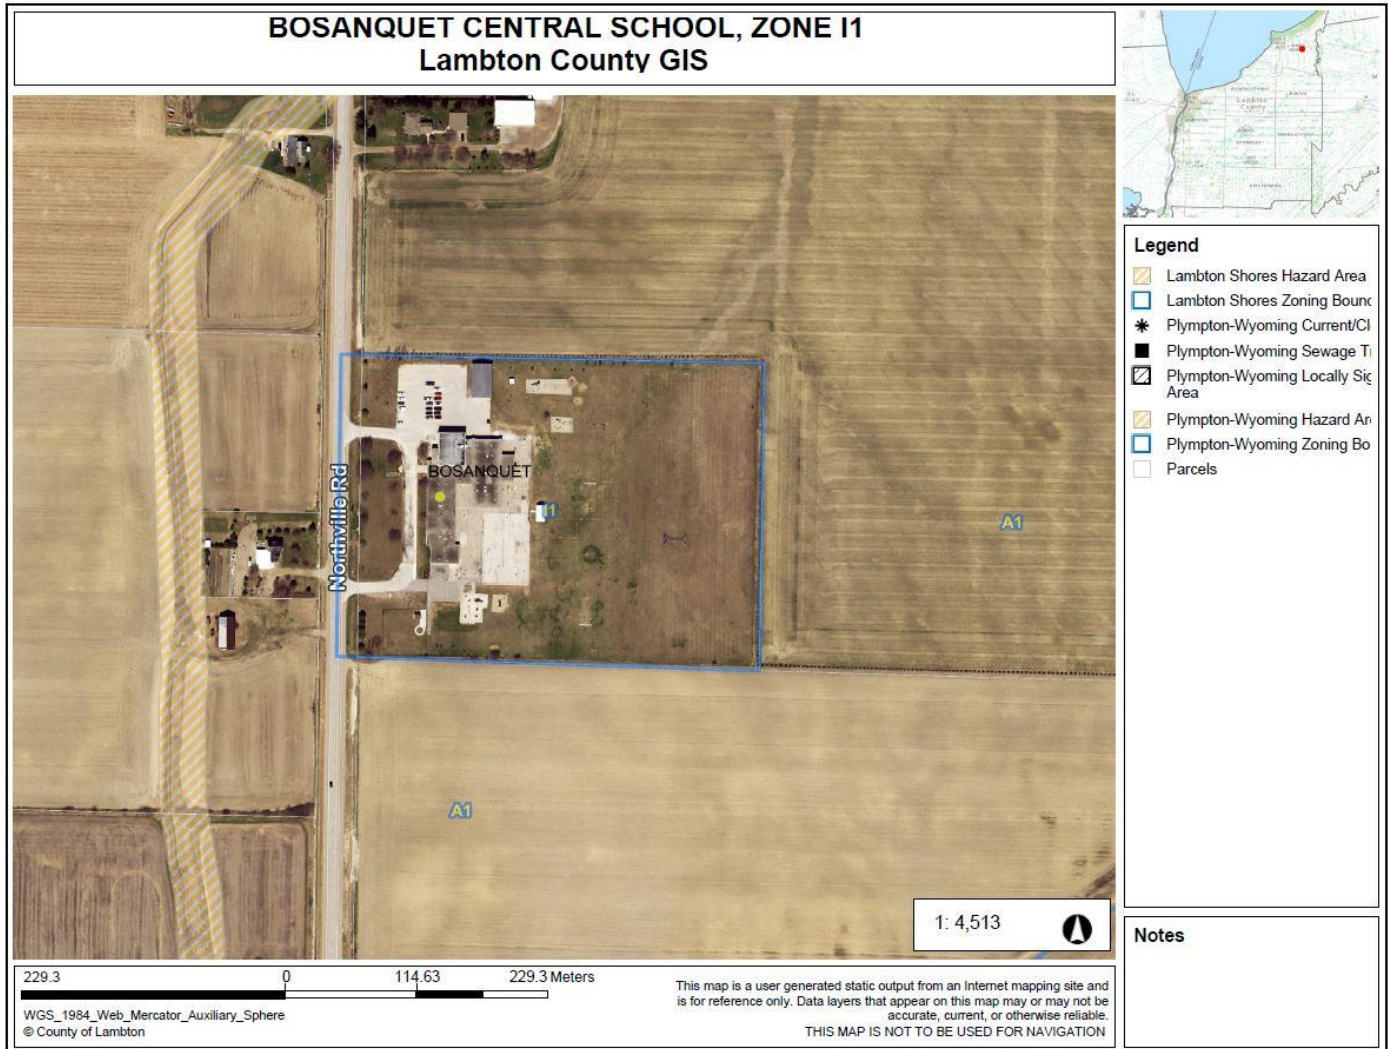 BOSANQUET CENTRAL SCHOOL, ZONE I1
Lambton County GIS
Legend
Lambton Shores Hazard Area
Lambton Shores Zoning Bound
Plympton-Wyoming Current/Cl
Plympton-Wyoming Sewage T
Plympton-Wyoming Locally Sig
Area
Plympton-Wyoming Hazard Ar
Plympton-Wyoming Zoning Bo
Parcels
Northville Rd
BOSANQUET
I1
A1
A1
1: 4,513
Notes
229.3 0 114.63 229.3 Meters
WGS_1984_Web_Mercator_Auxiliary_Sphere
© County of Lambton
This map is a user generated static output from an Internet mapping site and
is for reference only. Data layers that appear on this map may or may not be
accurate, current, or otherwise reliable.
THIS MAP IS NOT TO BE USED FOR NAVIGATION